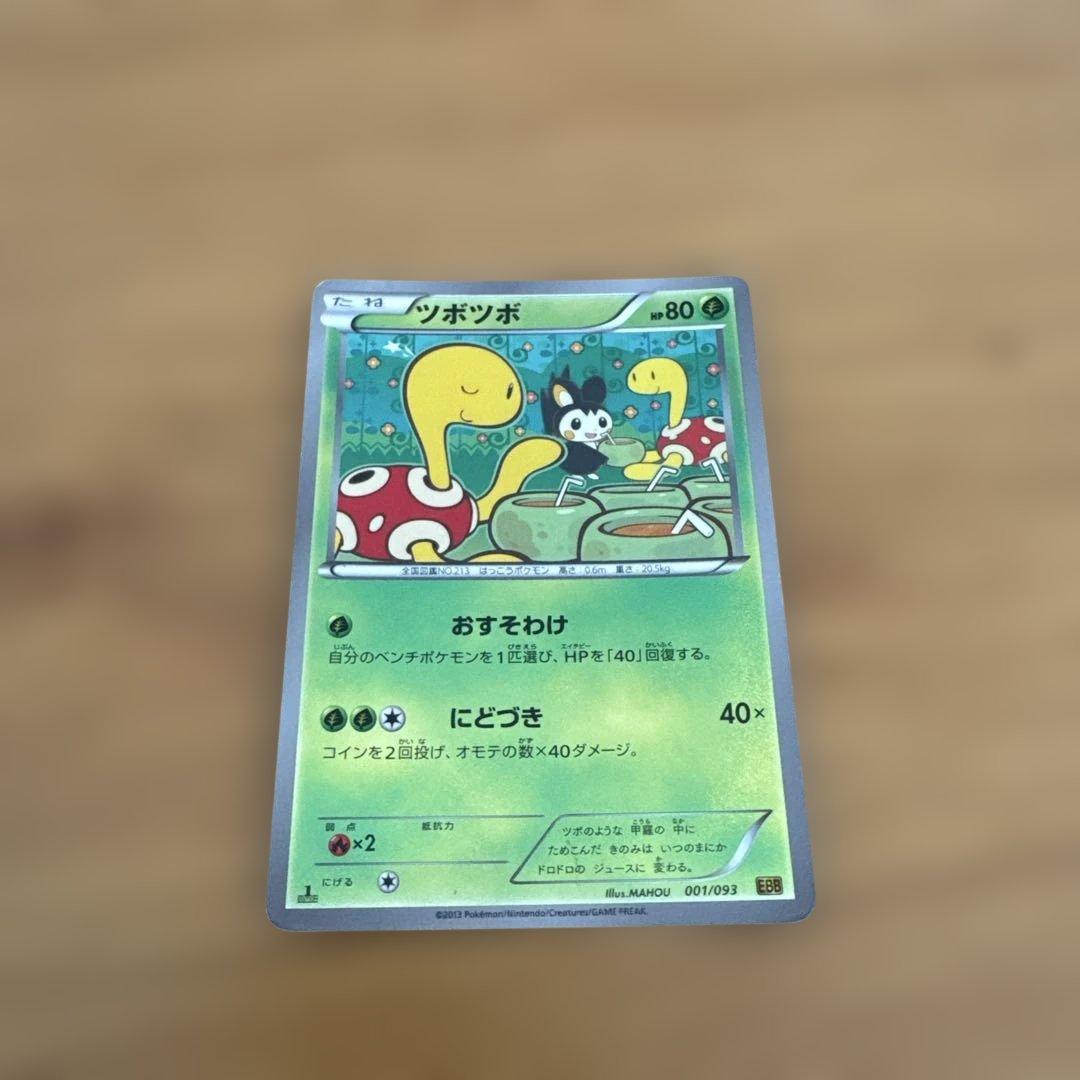 たね ツボツボ HP80
全国図鑑NO.213 はっこうポケモン 高さ:0.6m 重さ:20.5kg
おすそわけ
自分のベンチポケモンを1匹選び、HPを「40」回復する。
にどづき 40×
コインを2回投げ、オモテの数×40ダメージ。
弱点 抵抗力
×2
にげる
ツボのような 甲羅の 中に
ためこんだ きのみは いつのまにか
ドロドロの ジュースに 変わる。
Illus.MAHOU 001/093 EBB
©2013 Pokémon/Nintendo/Creatures/GAME FREAK.